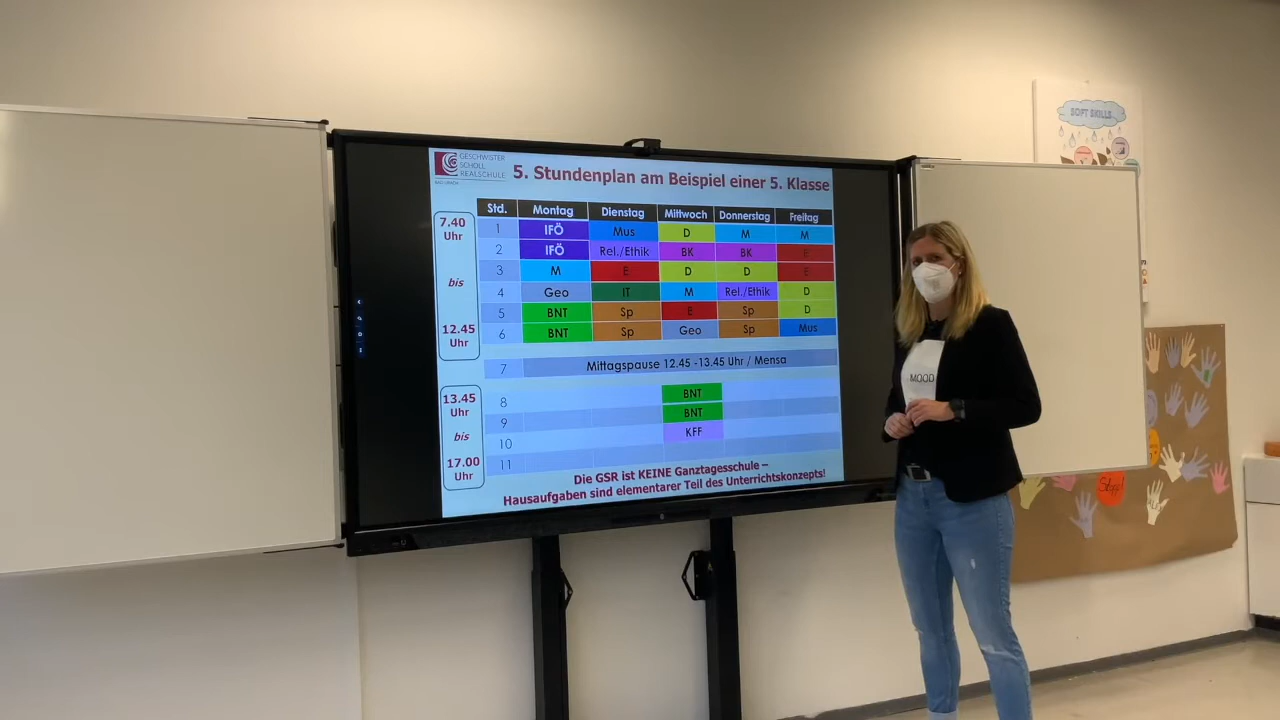 GESCHWISTER
SCHOLL
REALSCHULE
BAD URACH
5. Stundenplan am Beispiel einer 5. Klasse
7.40
Uhr
bis
12.45
Uhr
Std. Montag Dienstag Mittwoch Donnerstag Freitag
1 IFÖ Mus D M M
2 IFÖ Rel./Ethik BK BK E
3 M E D D E
4 Geo IT M Rel./Ethik D
5 BNT Sp E Sp D
6 BNT Sp Geo Sp Mus
7 Mittagspause 12.45 -13.45 Uhr / Mensa
13.45
Uhr
bis
17.00
Uhr
8 BNT
9 BNT
10 KFF
11
Die GSR ist KEINE Ganztagesschule –
Hausaufgaben sind elementarer Teil des Unterrichtskonzepts!
SOFT SKILLS
MOOD
Stopp!